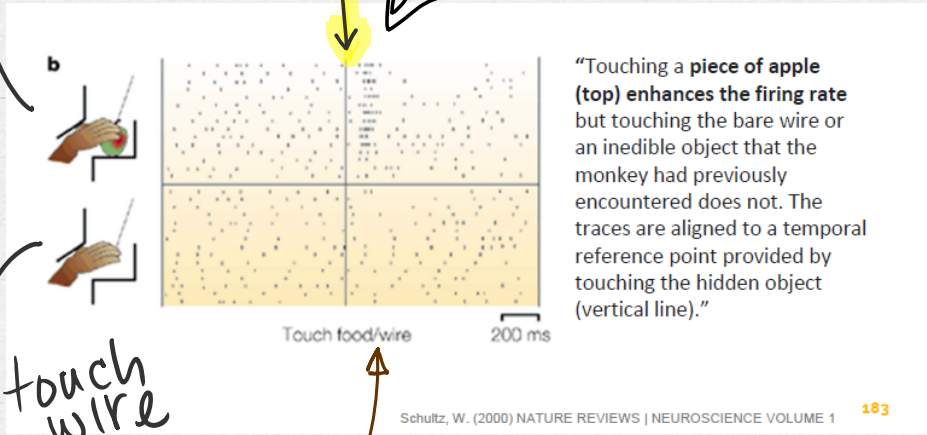 b
“Touching a piece of apple
(top) enhances the firing rate
but touching the bare wire or
an inedible object that the
monkey had previously
encountered does not. The
traces are aligned to a temporal
reference point provided by
touching the hidden object
(vertical line).”
Touch food/wire
200 ms
touch
wire
Schultz, W. (2000) NATURE REVIEWS | NEUROSCIENCE VOLUME 1
183